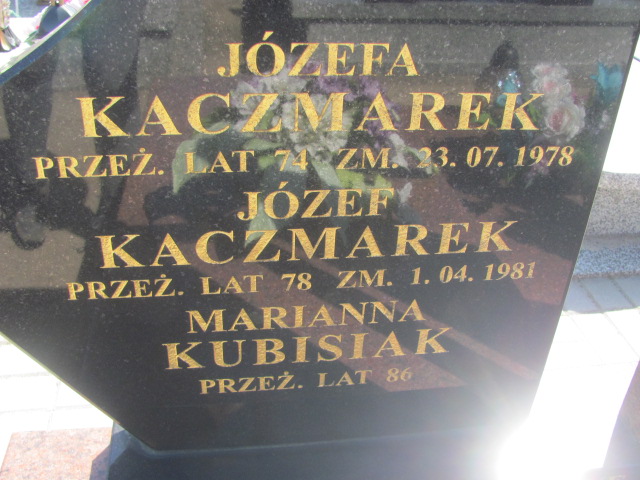 JÓZEFA
KACZMAREK
PRZEŻ. LAT 74 ZM. 23.07.1978
JÓZEF
KACZMAREK
PRZEŻ. LAT 78 ZM. 1.04.1981
MARIANNA
KUBISIAK
PRZEŻ. LAT 86